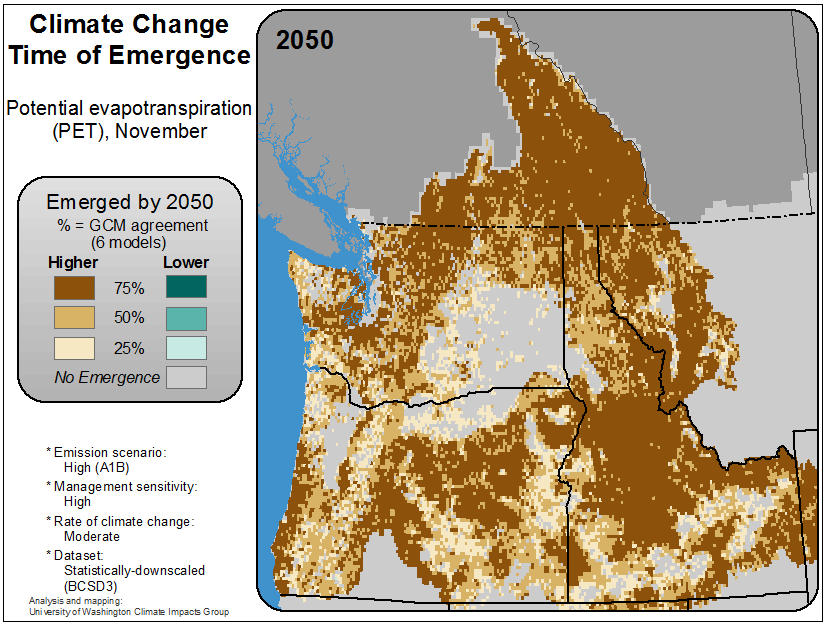 Climate Change
Time of Emergence
Potential evapotranspiration
(PET), November
2050
Emerged by 2050
% = GCM agreement
(6 models)
Higher Lower
75%
50%
25%
No Emergence
* Emission scenario:
High (A1B)
* Management sensitivity:
High
* Rate of climate change:
Moderate
* Dataset:
Statistically-downscaled
(BCSD3)
Analysis and mapping:
University of Washington Climate Impacts Group